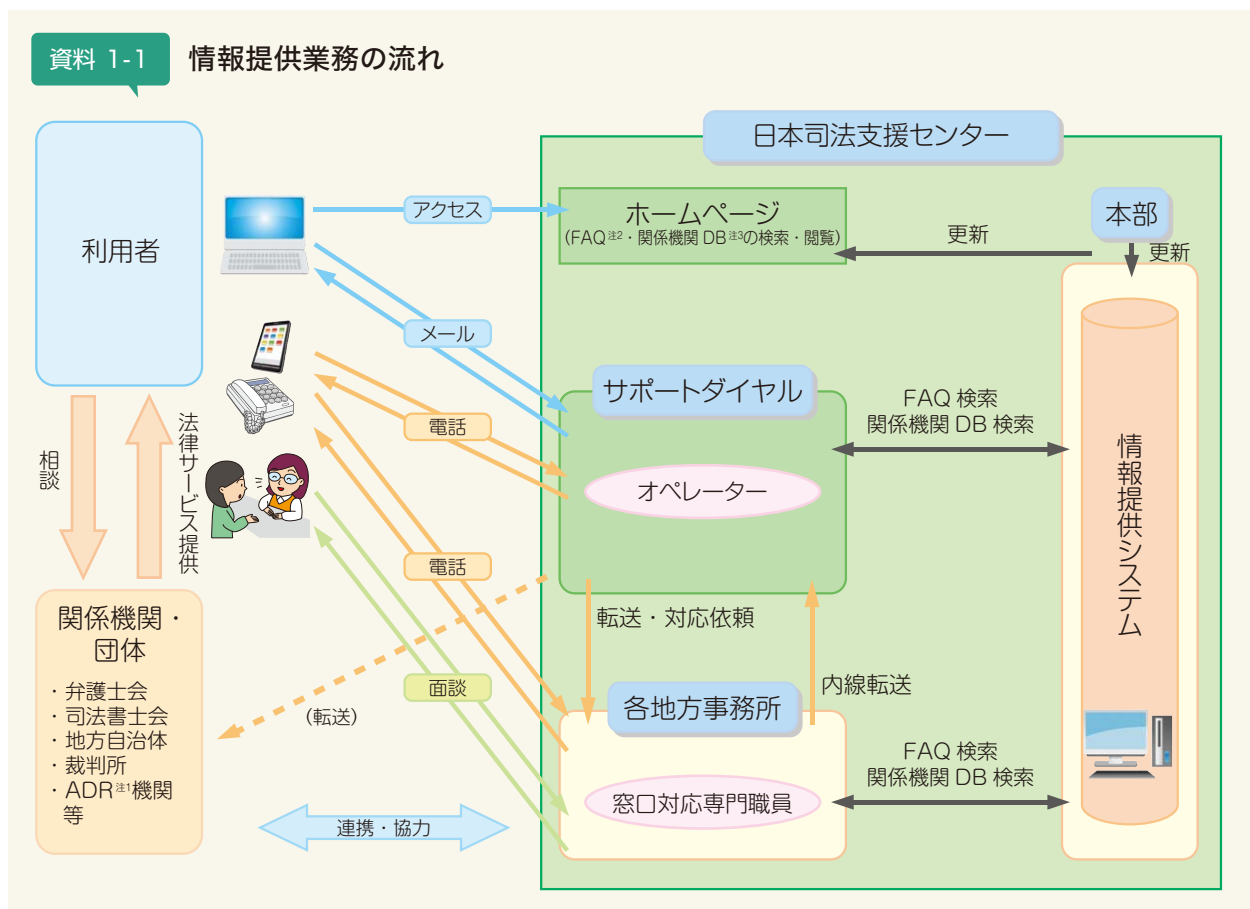 資料 1-1
情報提供業務の流れ
利用者
相談
法律サービス提供
関係機関・
団体
・弁護士会
・司法書士会
・地方自治体
・裁判所
・ADR注1機関
等
アクセス
メール
電話
電話
面談
(転送)
連携・協力
日本司法支援センター
ホームページ
(FAQ注2・関係機関 DB注3の検索・閲覧)
更新
本部
更新
サポートダイヤル
オペレーター
FAQ 検索
関係機関 DB 検索
転送・対応依頼
内線転送
各地方事務所
窓口対応専門職員
FAQ 検索
関係機関 DB 検索
情報提供システム